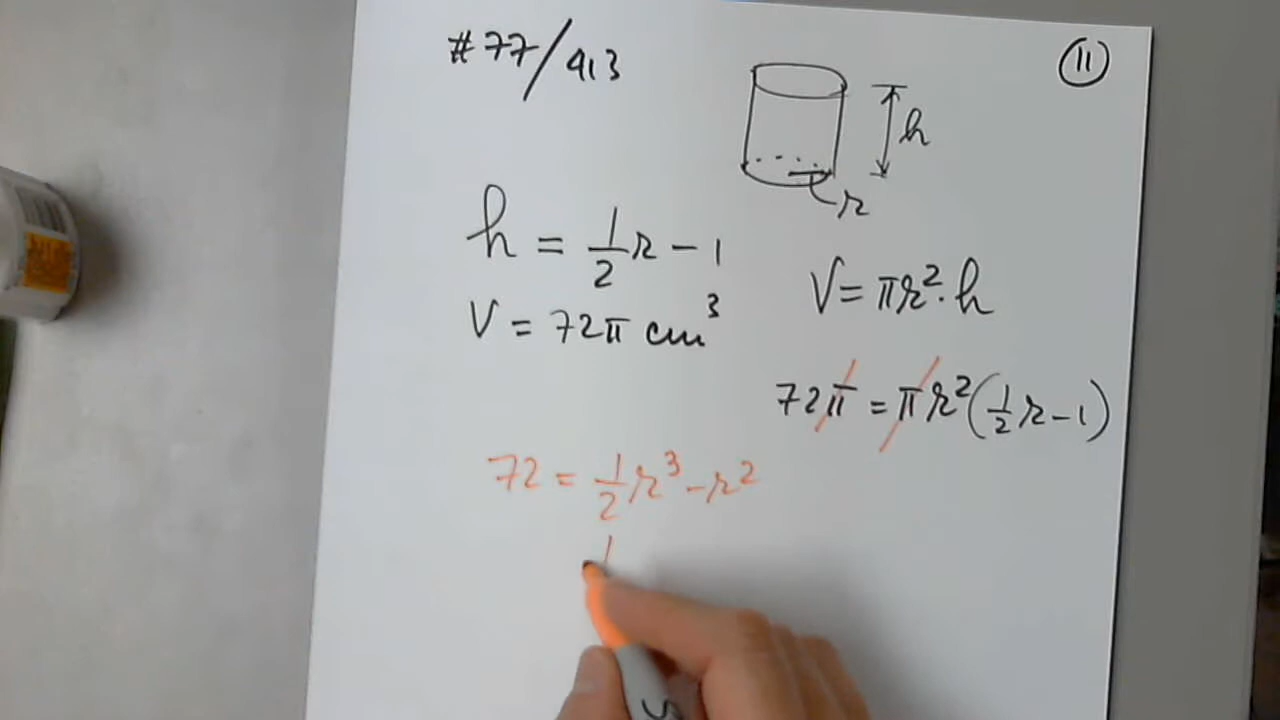 #77/413
11
h
r
h = 1/2 r - 1
V = πr²·h
V = 72π cm³
72π = πr²(1/2 r - 1)
72 = 1/2 r³ - r²
1